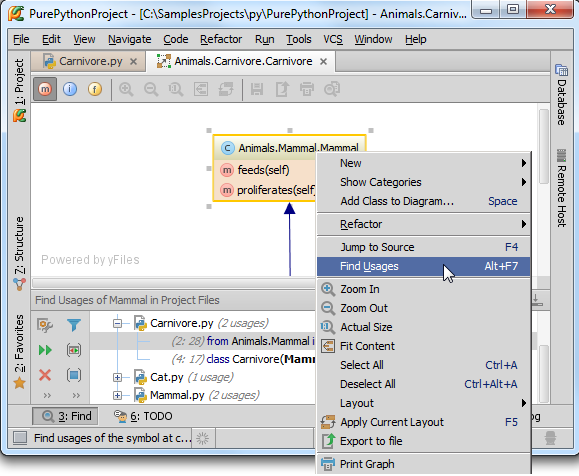 PurePythonProject - [C:\SamplesProjects\py\PurePythonProject] - Animals.Carniv...
File Edit View Navigate Code Refactor Run Tools VCS Window Help
Carnivore.py Animals.Carnivore.Carnivore
1: Project
Z: Structure
2: Favorites
Database
Remote Host
m i f
C Animals.Mammal.Mammal
m feeds(self)
m proliferates(self)
Powered by yFiles
New
Show Categories
Add Class to Diagram... Space
Refactor
Jump to Source F4
Find Usages Alt+F7
Zoom In
Zoom Out
Actual Size
Fit Content
Select All Ctrl+A
Deselect All Ctrl+Alt+A
Layout
Apply Current Layout F5
Export to file
Print Graph
Find Usages of Mammal in Project Files
Carnivore.py (2 usages)
(2: 28) from Animals.Mammal
(4: 17) class Carnivore(Mamm
Cat.py (1 usage)
Mammal.py (2 usages)
>> >>
3: Find 6: TODO
og
Find usages of the symbol at c...